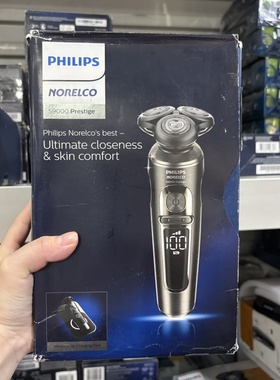 PHILIPS
NORELCO
S9000 Prestige
Philips Norelco's best –
Ultimate closeness
& skin comfort
PHILIPS
NORELCO
100